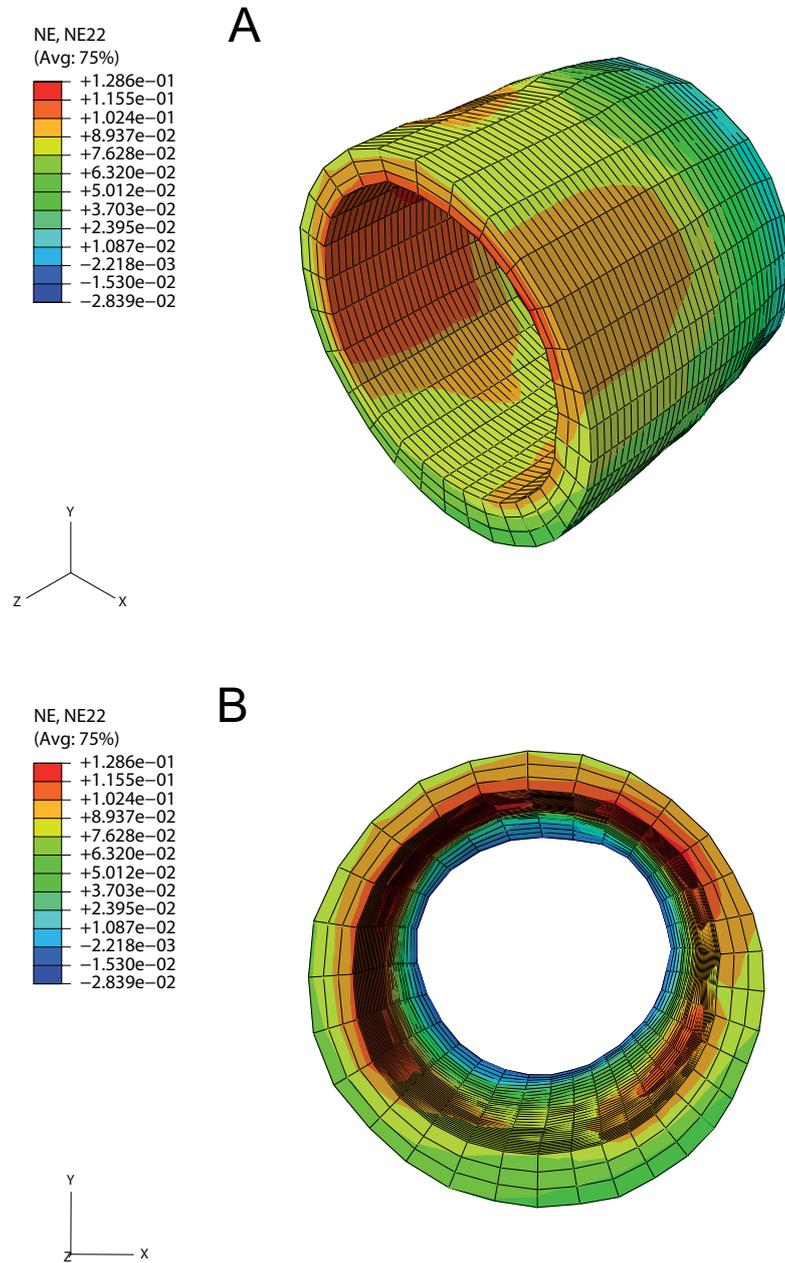 A
NE, NE22
(Avg: 75%)
+1.286e−01
+1.155e−01
+1.024e−01
+8.937e−02
+7.628e−02
+6.320e−02
+5.012e−02
+3.703e−02
+2.395e−02
+1.087e−02
−2.218e−03
−1.530e−02
−2.839e−02
Y
Z
X
B
NE, NE22
(Avg: 75%)
+1.286e−01
+1.155e−01
+1.024e−01
+8.937e−02
+7.628e−02
+6.320e−02
+5.012e−02
+3.703e−02
+2.395e−02
+1.087e−02
−2.218e−03
−1.530e−02
−2.839e−02
Y
Z
X